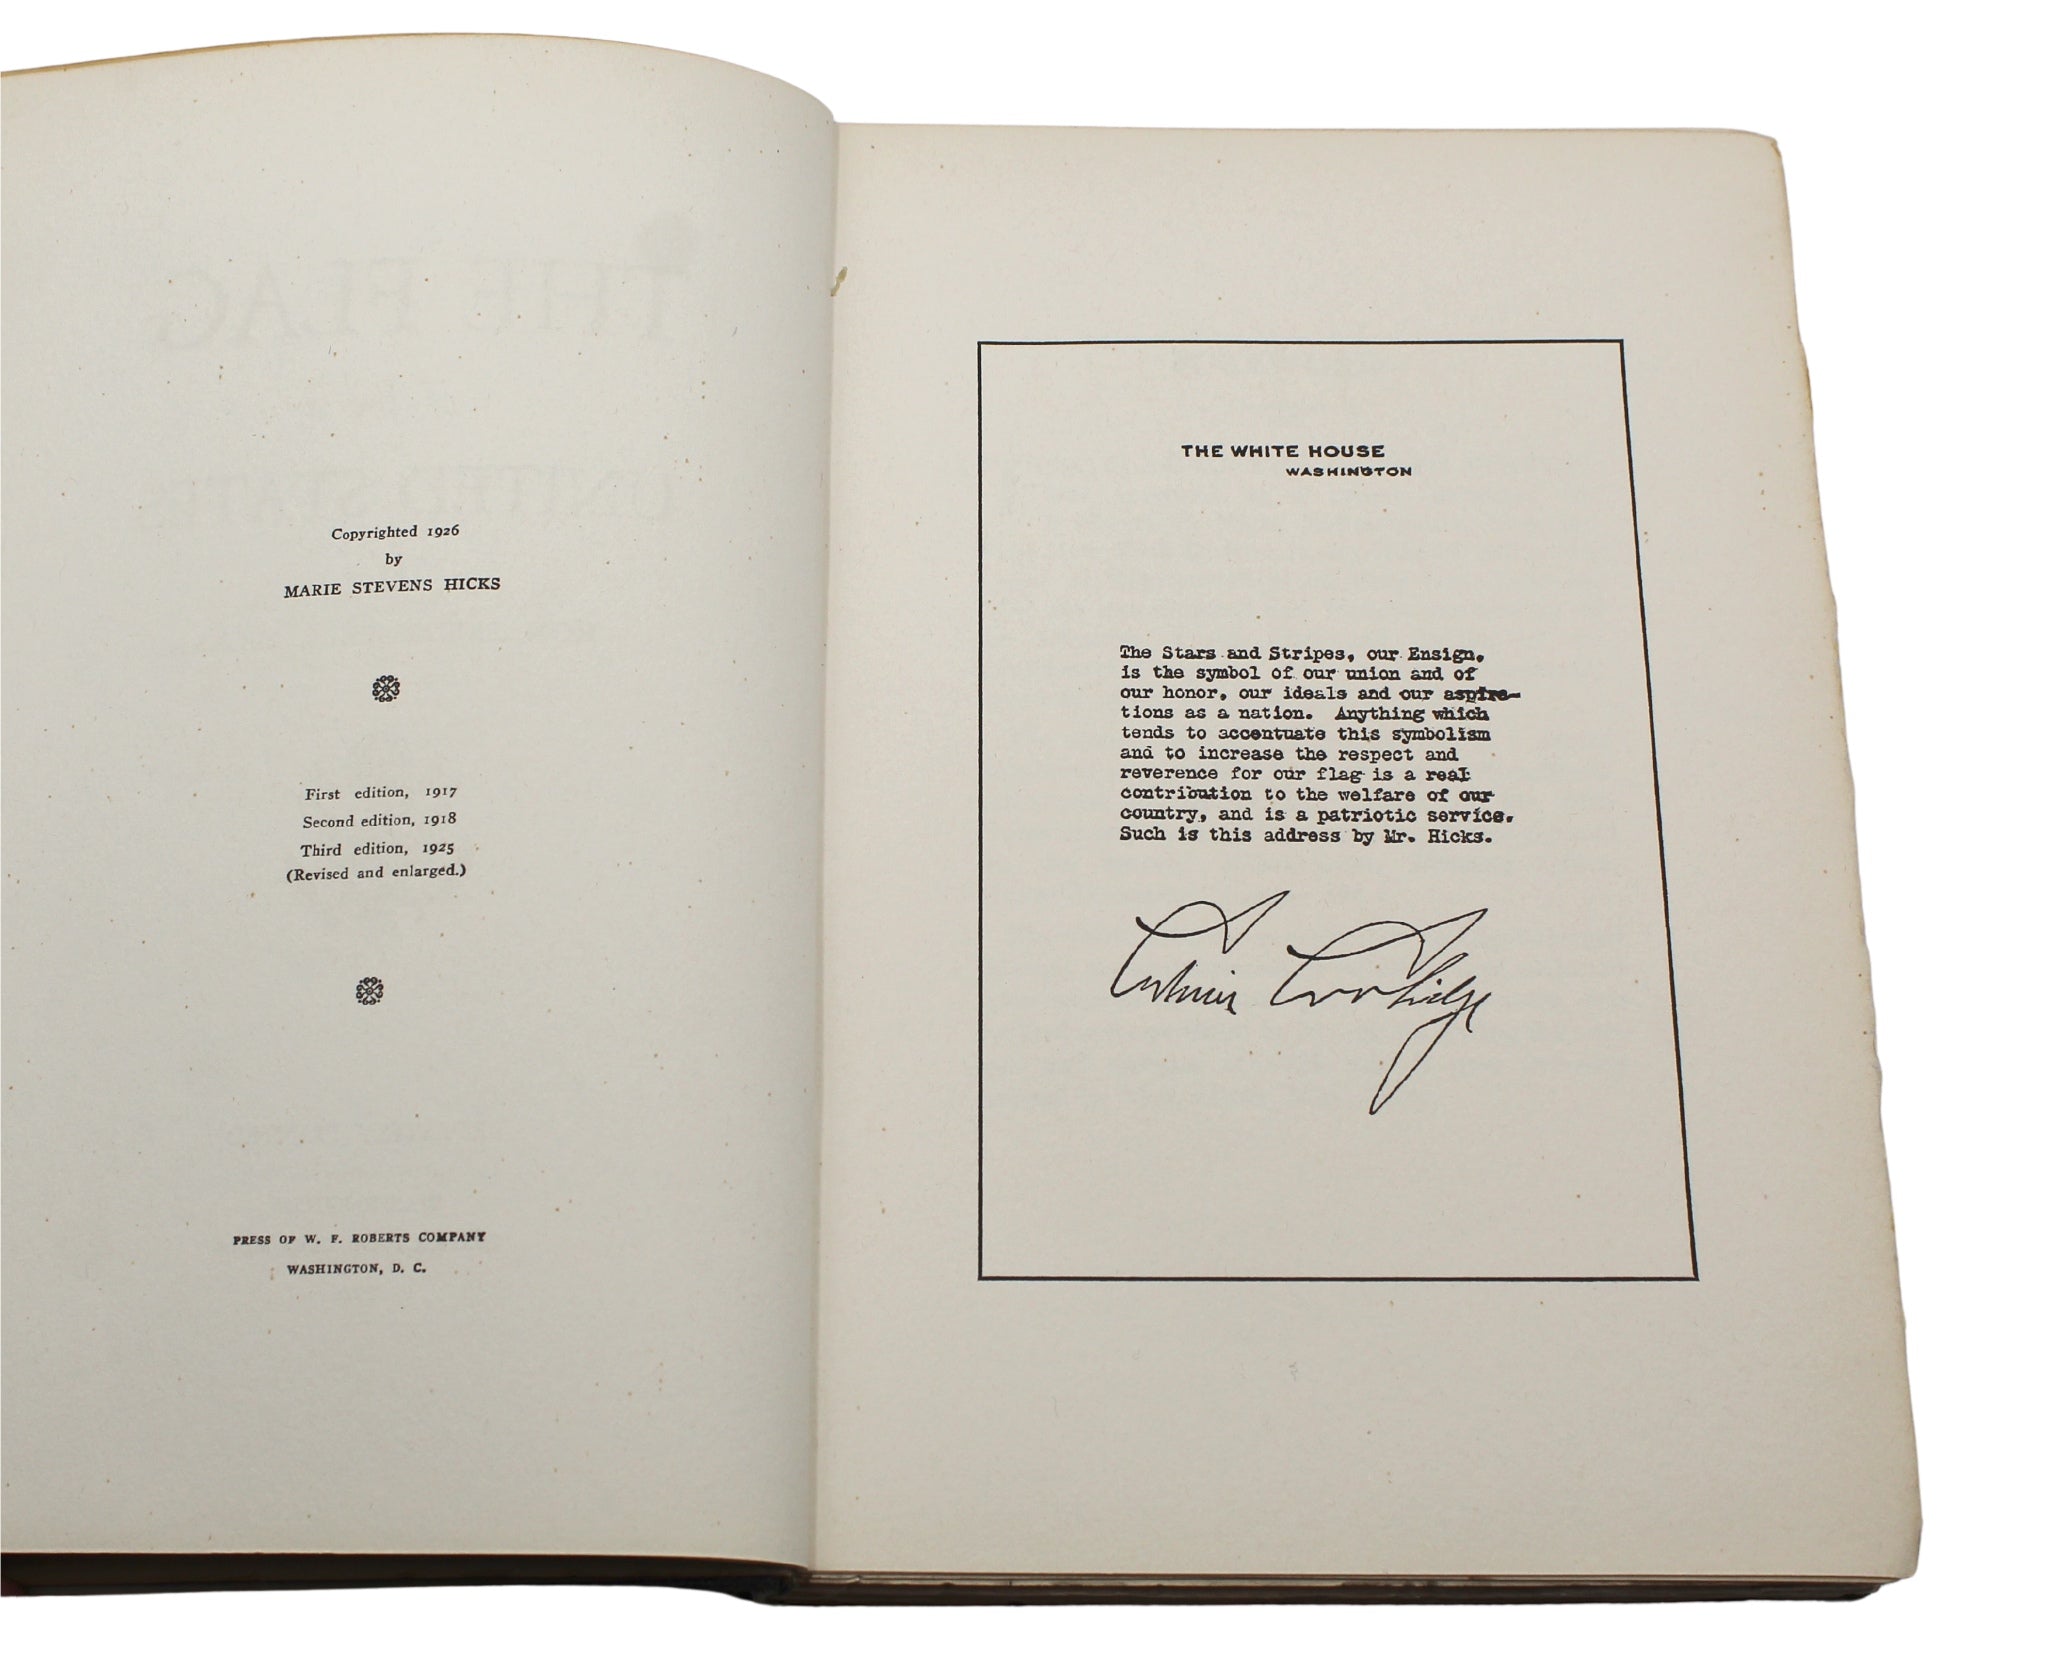 Copyrighted 1926
by
MARIE STEVENS HICKS
First edition, 1917
Second edition, 1918
Third edition, 1925
(Revised and enlarged.)
PRESS OF W. F. ROBERTS COMPANY
WASHINGTON, D. C.
THE WHITE HOUSE
WASHINGTON
The Stars and Stripes, our Ensign,
is the symbol of our union and of
our honor, our ideals and our aspira-
tions as a nation. Anything which
tends to accentuate this symbolism
and to increase the respect and
reverence for our flag is a real
contribution to the welfare of our
country, and is a patriotic service.
Such is this address by Mr. Hicks.
Calvin Coolidge